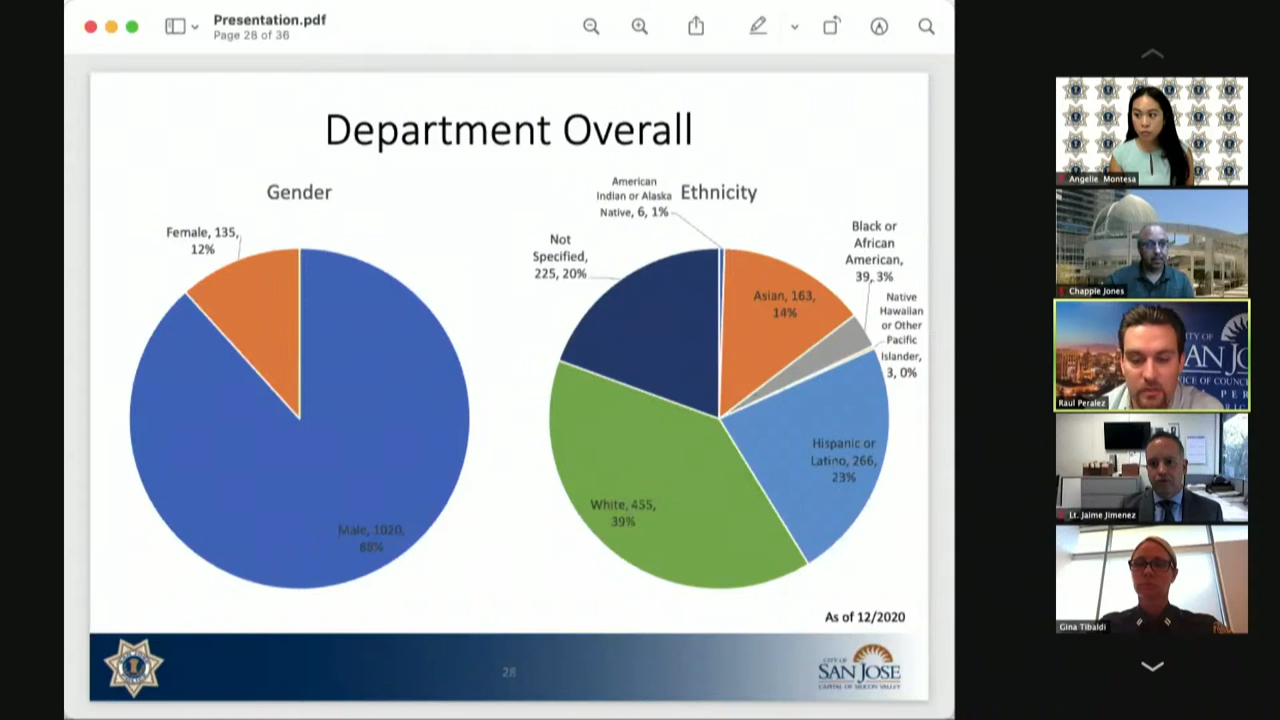 Presentation.pdf
Page 28 of 36
Department Overall
Gender
Female, 135,
12%
Male, 1020,
88%
Ethnicity
American
Indian or Alaska
Native, 6, 1%
Not
Specified,
225, 20%
Black or
African
American,
39, 3%
Asian, 163,
14%
Native
Hawaiian
or Other
Pacific
Islander,
3, 0%
Hispanic or
Latino, 266,
23%
White, 455,
39%
As of 12/2020
28
CITY OF
SAN JOSE
CAPITAL OF SILICON VALLEY
Angelie Montesa
Chappie Jones
Raul Peralez
Lt. Jaime Jimenez
Gina Tibaldi